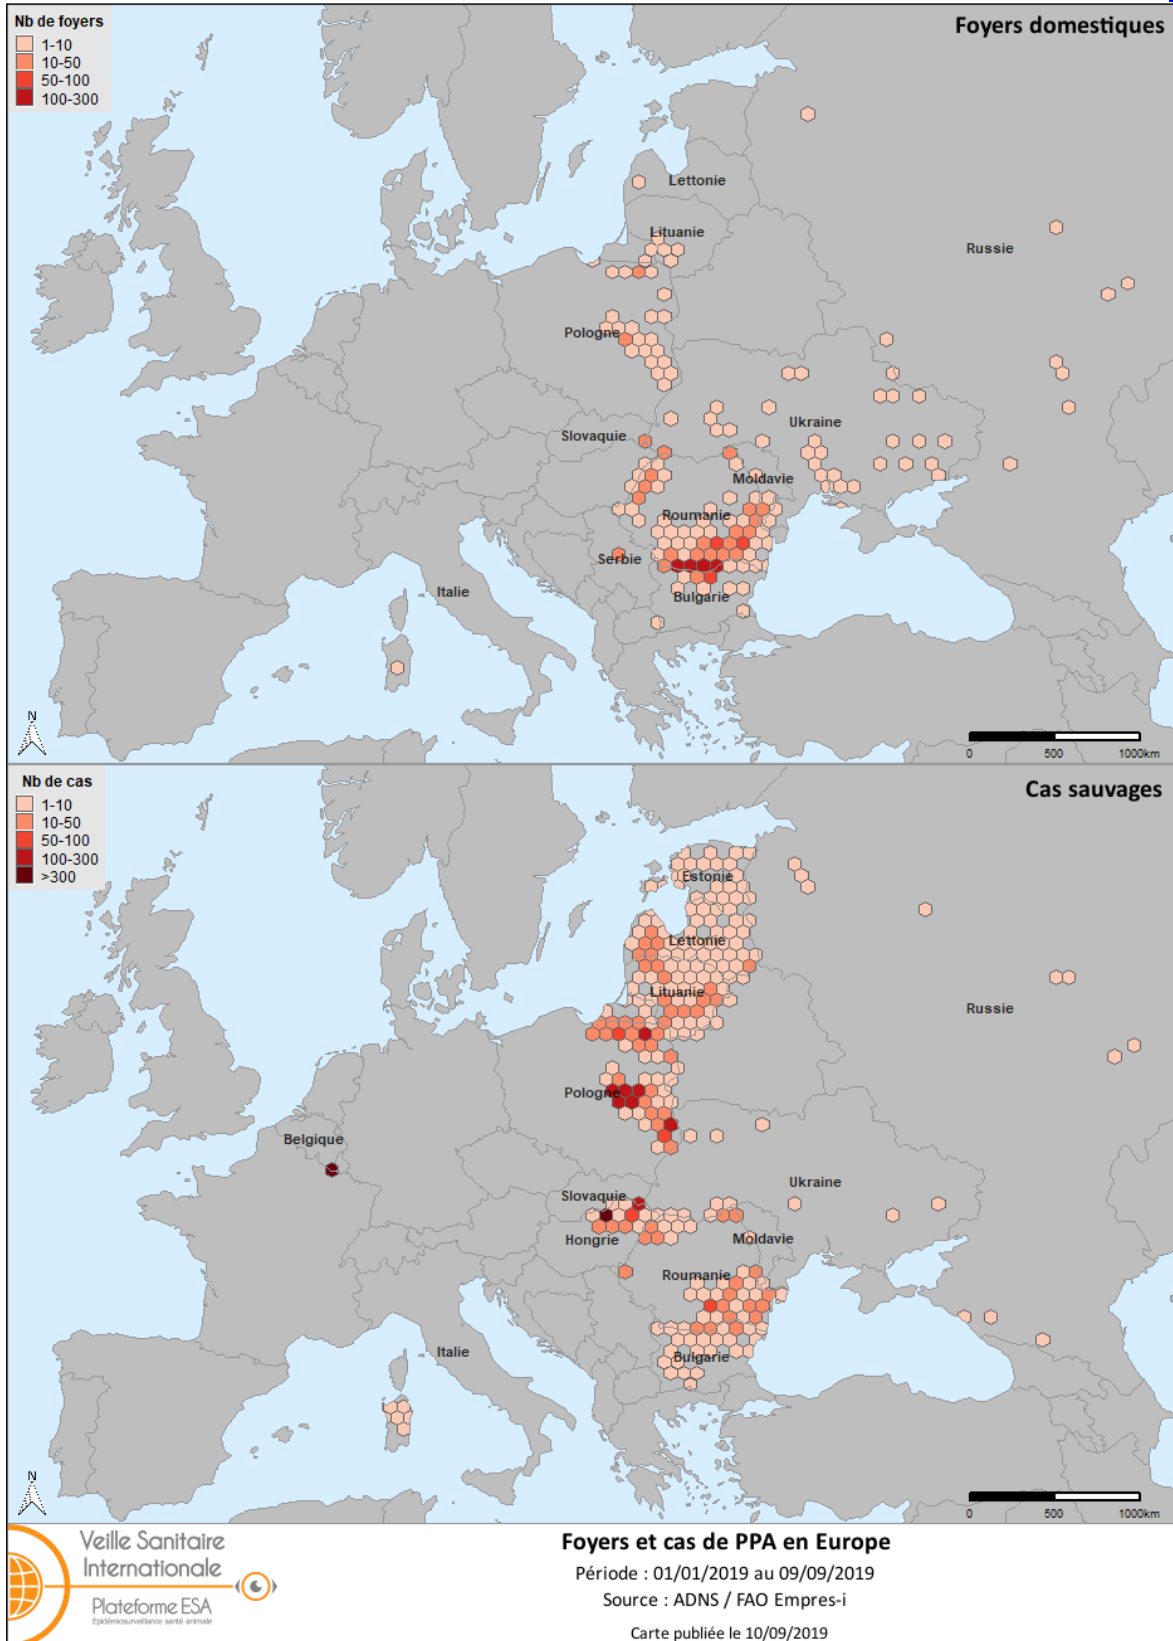 Nb de foyers
1-10
10-50
50-100
100-300
Foyers domestiques
Lettonie
Lituanie
Russie
Pologne
Ukraine
Slovaquie
Moldavie
Roumanie
Serbie
Bulgarie
Italie
N
0 500 1000km
Nb de cas
1-10
10-50
50-100
100-300
>300
Cas sauvages
Estonie
Lettonie
Lituanie
Russie
Pologne
Belgique
Ukraine
Slovaquie
Hongrie
Moldavie
Roumanie
Italie
Bulgarie
N
0 500 1000km
Veille Sanitaire
Internationale
Plateforme ESA
Epidémiosurveillance santé animale
Foyers et cas de PPA en Europe
Période : 01/01/2019 au 09/09/2019
Source : ADNS / FAO Empres-i
Carte publiée le 10/09/2019